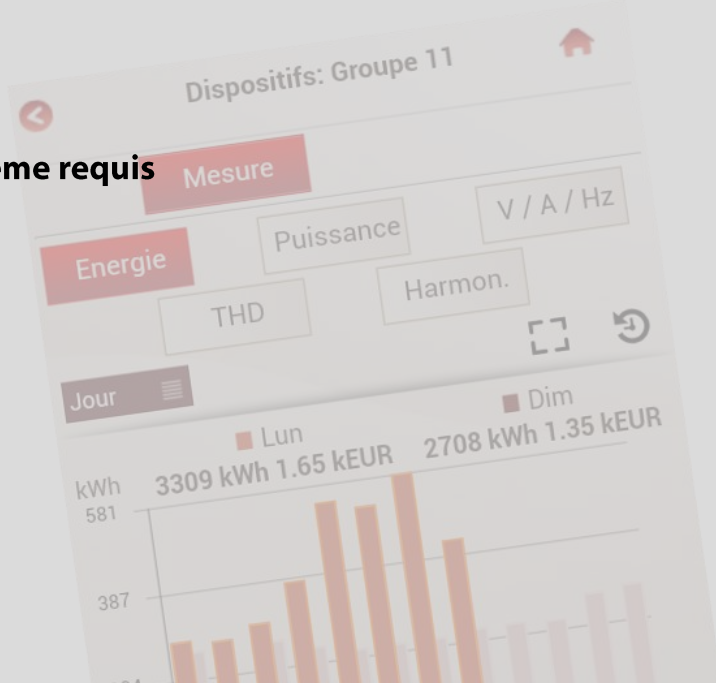 Dispositifs: Groupe 11
requis
Mesure
Energie
Puissance
V / A / Hz
THD
Harmon.
Jour
Lun
Dim
3309 kWh 1.65 kEUR
2708 kWh 1.35 kEUR
kWh
581
387